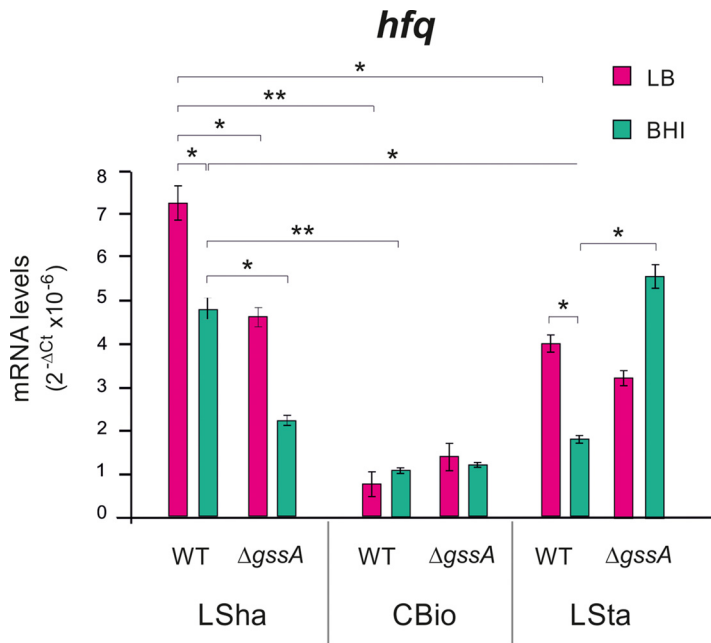 hfq
*
LB
**
*
BHI
*
*
8
7
6
5
4
3
2
1
0
**
*
*
*
mRNA levels
(2^-ΔCt x10^-6)
WT ΔgssA WT ΔgssA WT ΔgssA
LSha CBio LSta